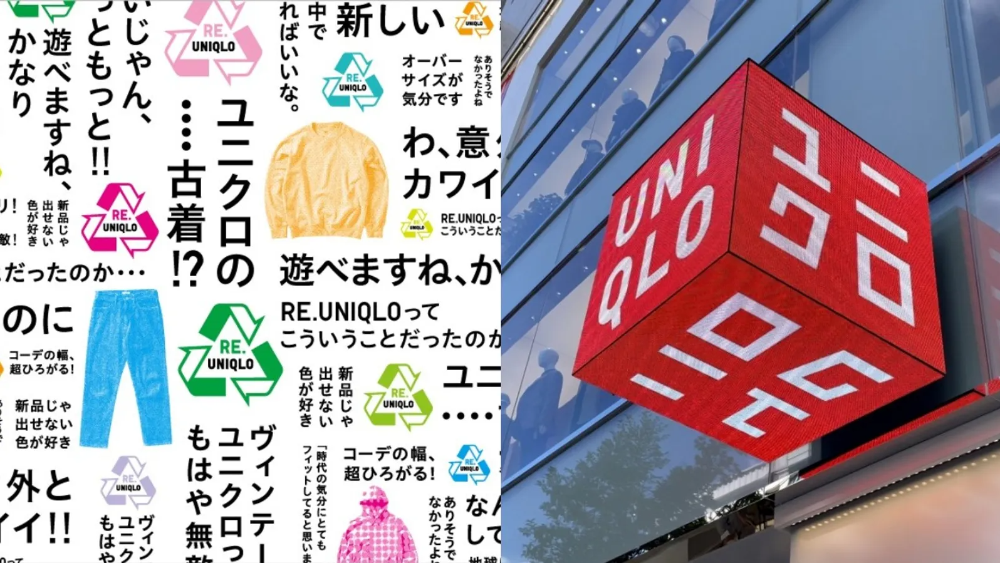 いじゃん、
っともっと!!
遊べますね、
かなり
RE.
UNIQLO
ユニクロの
……古着!?
中で
ればいいな。
新しい
RE.
UNIQLO
RE.
UNIQLO
オーバー
サイズが
気分です
ありそうで
なかったよね
わ、意
カワイ
RE.
UNIQLO
RE.UNIQLOっ
こういうことだ
リ!
敵!
新品じゃ
出せない
色が好き
RE.
UNIQLO
だったのか…
遊べますね、か
のに
コーデの幅、
超ひろがる!
新品じゃ
出せない
色が好き
RE.
UNIQLO
RE.UNIQLOって
こういうことだったのか
新品じゃ
出せない
色が好き
RE.
UNIQLO
ユニ
····
外と
イイ!!
RE.
UNIQLO
ヴィン
ユニク
もはや
ヴィンテー
ユニクロっ
もはや無敵
「時代の気分にとても
フィットしてると思いま
コーデの幅、
超ひろがる!
RE.
UNIQLO
ありそうで
なかったよね
なん
して
地球
UNI
QLO
ユニ
クロ
ユニ
クロ